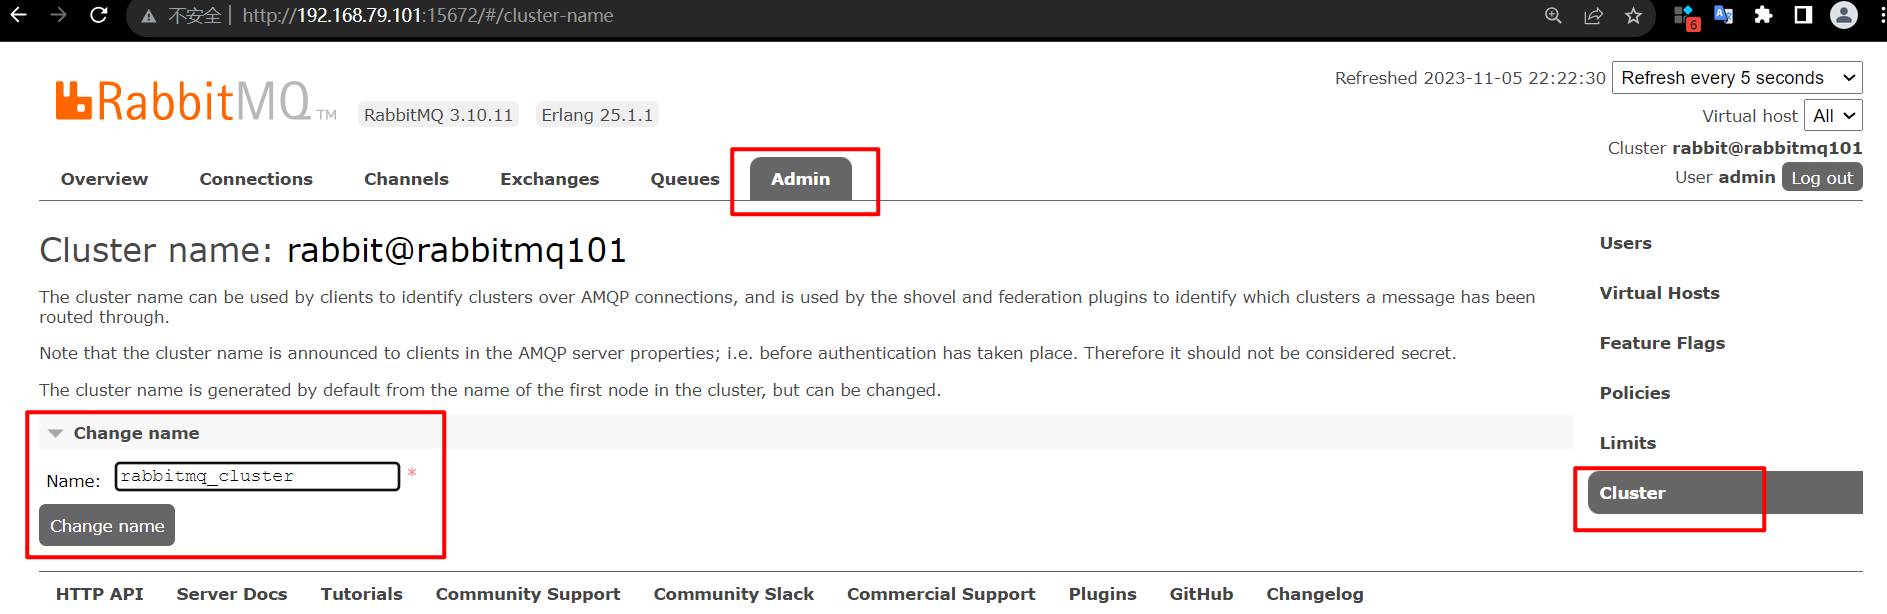 不安全 | http://192.168.79.101:15672/#/cluster-name
6
RabbitMQ TM RabbitMQ 3.10.11 Erlang 25.1.1
Refreshed 2023-11-05 22:22:30 Refresh every 5 seconds
Virtual host All
Cluster rabbit@rabbitmq101
User admin Log out
Overview Connections Channels Exchanges Queues Admin
Cluster name: rabbit@rabbitmq101
The cluster name can be used by clients to identify clusters over AMQP connections, and is used by the shovel and federation plugins to identify which clusters a message has been
routed through.
Note that the cluster name is announced to clients in the AMQP server properties; i.e. before authentication has taken place. Therefore it should not be considered secret.
The cluster name is generated by default from the name of the first node in the cluster, but can be changed.
Change name
Name: rabbitmq_cluster *
Change name
Users
Virtual Hosts
Feature Flags
Policies
Limits
Cluster
HTTP API Server Docs Tutorials Community Support Community Slack Commercial Support Plugins GitHub Changelog